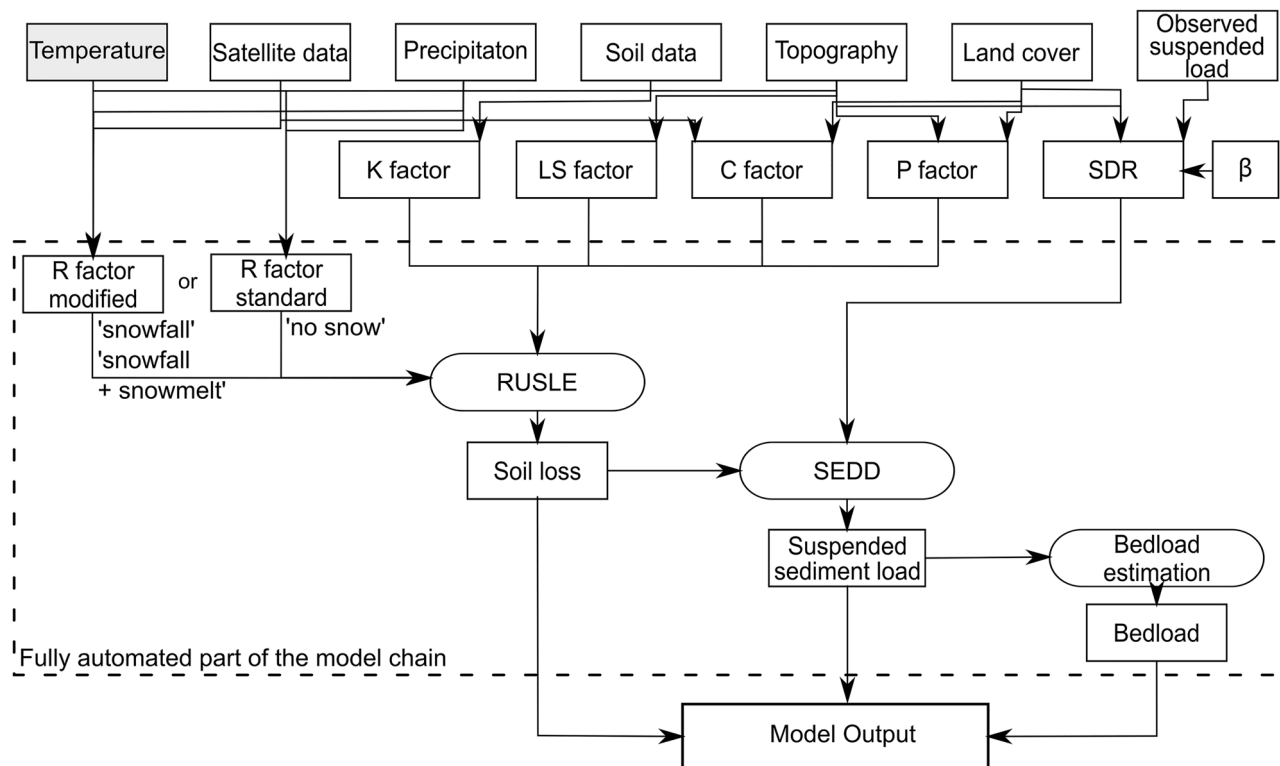 Temperature
Satellite data
Precipitaton
Soil data
Topography
Land cover
Observed
suspended
load
K factor
LS factor
C factor
P factor
SDR
β
R factor
modified
or
R factor
standard
'snowfall'
'snowfall
+ snowmelt'
'no snow'
RUSLE
Soil loss
SEDD
Suspended
sediment load
Bedload
estimation
Bedload
Fully automated part of the model chain
Model Output